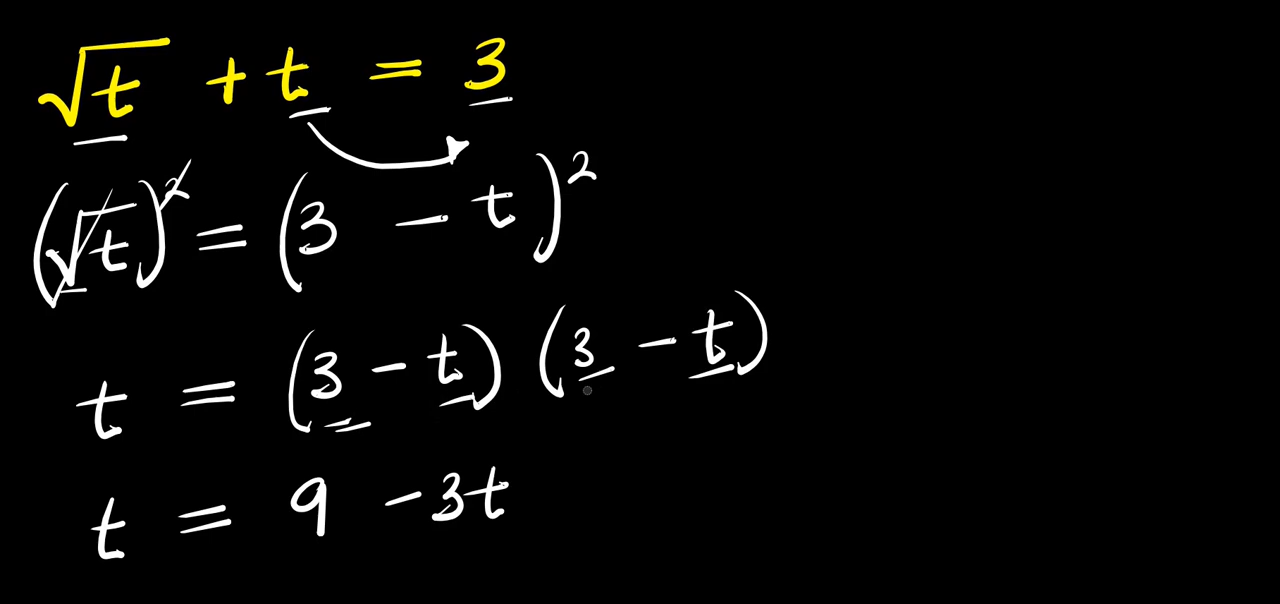 √t + t = 3
(√t)² = (3 - t)²
t = (3 - t) (3 - t)
t = 9 - 3t